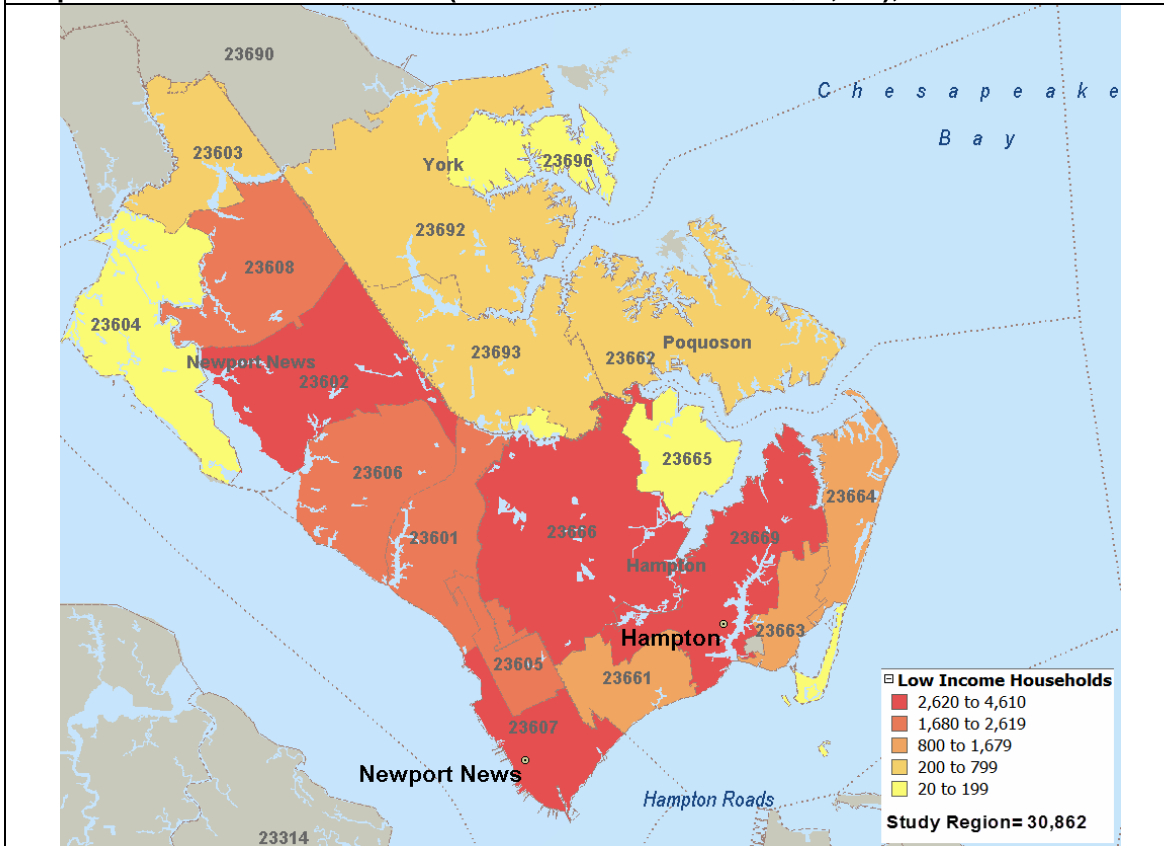 23690
C h e s a p e a k e
B a y
23603
York
23696
23692
23608
23604
Poquoson
23693
23662
Newport News
23602
23665
23606
23664
23601
23666
23669
Hampton
Hampton
23663
23605
23661
23607
Newport News
Hampton Roads
23314
Low Income Households
2,620 to 4,610
1,680 to 2,619
800 to 1,679
200 to 799
20 to 199
Study Region= 30,862